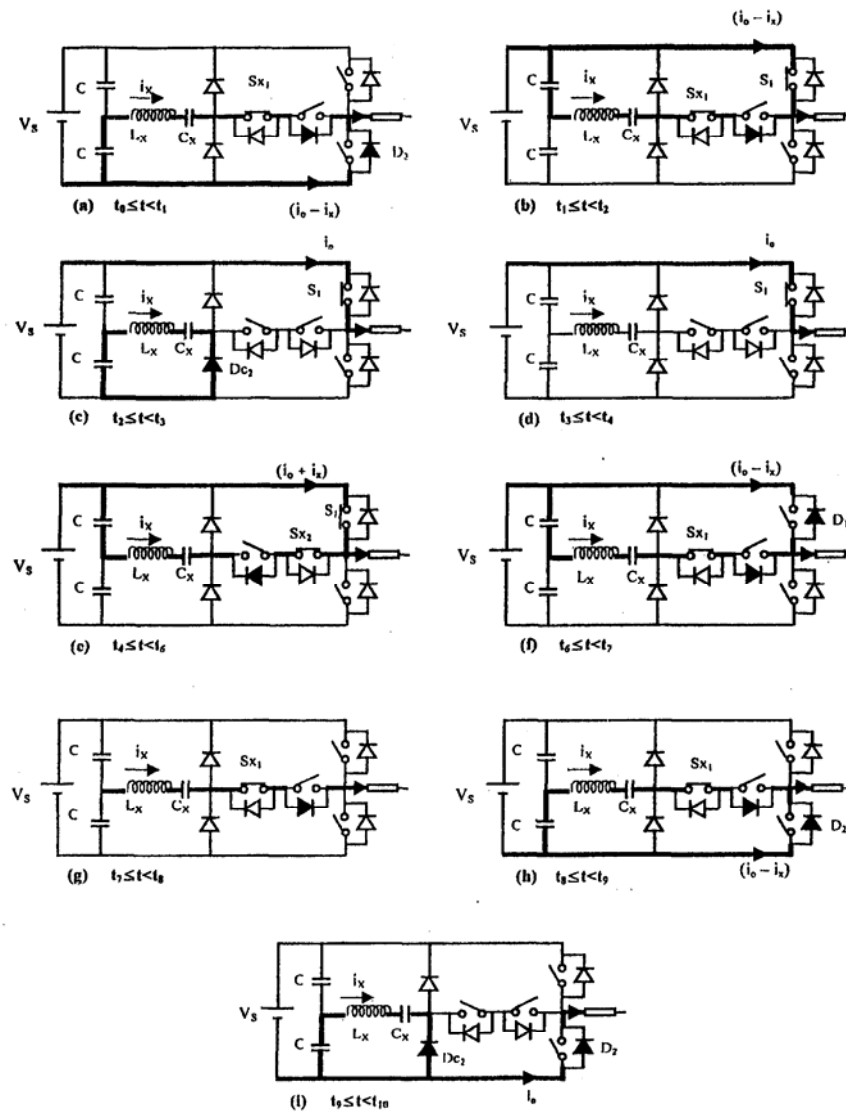 (i₀ – iₓ)
C iₓ Sx₁
Vs Lₓ Cₓ
C D₂
(a) t₀ ≤ t < t₁ (i₀ – iₓ)
(i₀ – iₓ)
C iₓ Sx₁ S₁
Vs Lₓ Cₓ
C
(b) t₁ ≤ t < t₂
i₀
C iₓ S₁
Vs Lₓ Cₓ
C Dc₂
(c) t₂ ≤ t < t₃
i₀
C iₓ S₁
Vs Lₓ Cₓ
C
(d) t₃ ≤ t < t₄
(i₀ + iₓ)
C iₓ Sx₂ S₁
Vs Lₓ Cₓ
C
(e) t₄ ≤ t < t₆
(i₀ – iₓ)
C iₓ Sx₁ D₁
Vs Lₓ Cₓ
C
(f) t₆ ≤ t < t₇
C iₓ Sx₁
Vs Lₓ Cₓ
C
(g) t₇ ≤ t < t₈
C iₓ Sx₁
Vs Lₓ Cₓ
C D₂
(h) t₈ ≤ t < t₉ (i₀ – iₓ)
C iₓ
Vs Lₓ Cₓ
C Dc₂ D₂
(i) t₉ ≤ t < t₁₀ i₀